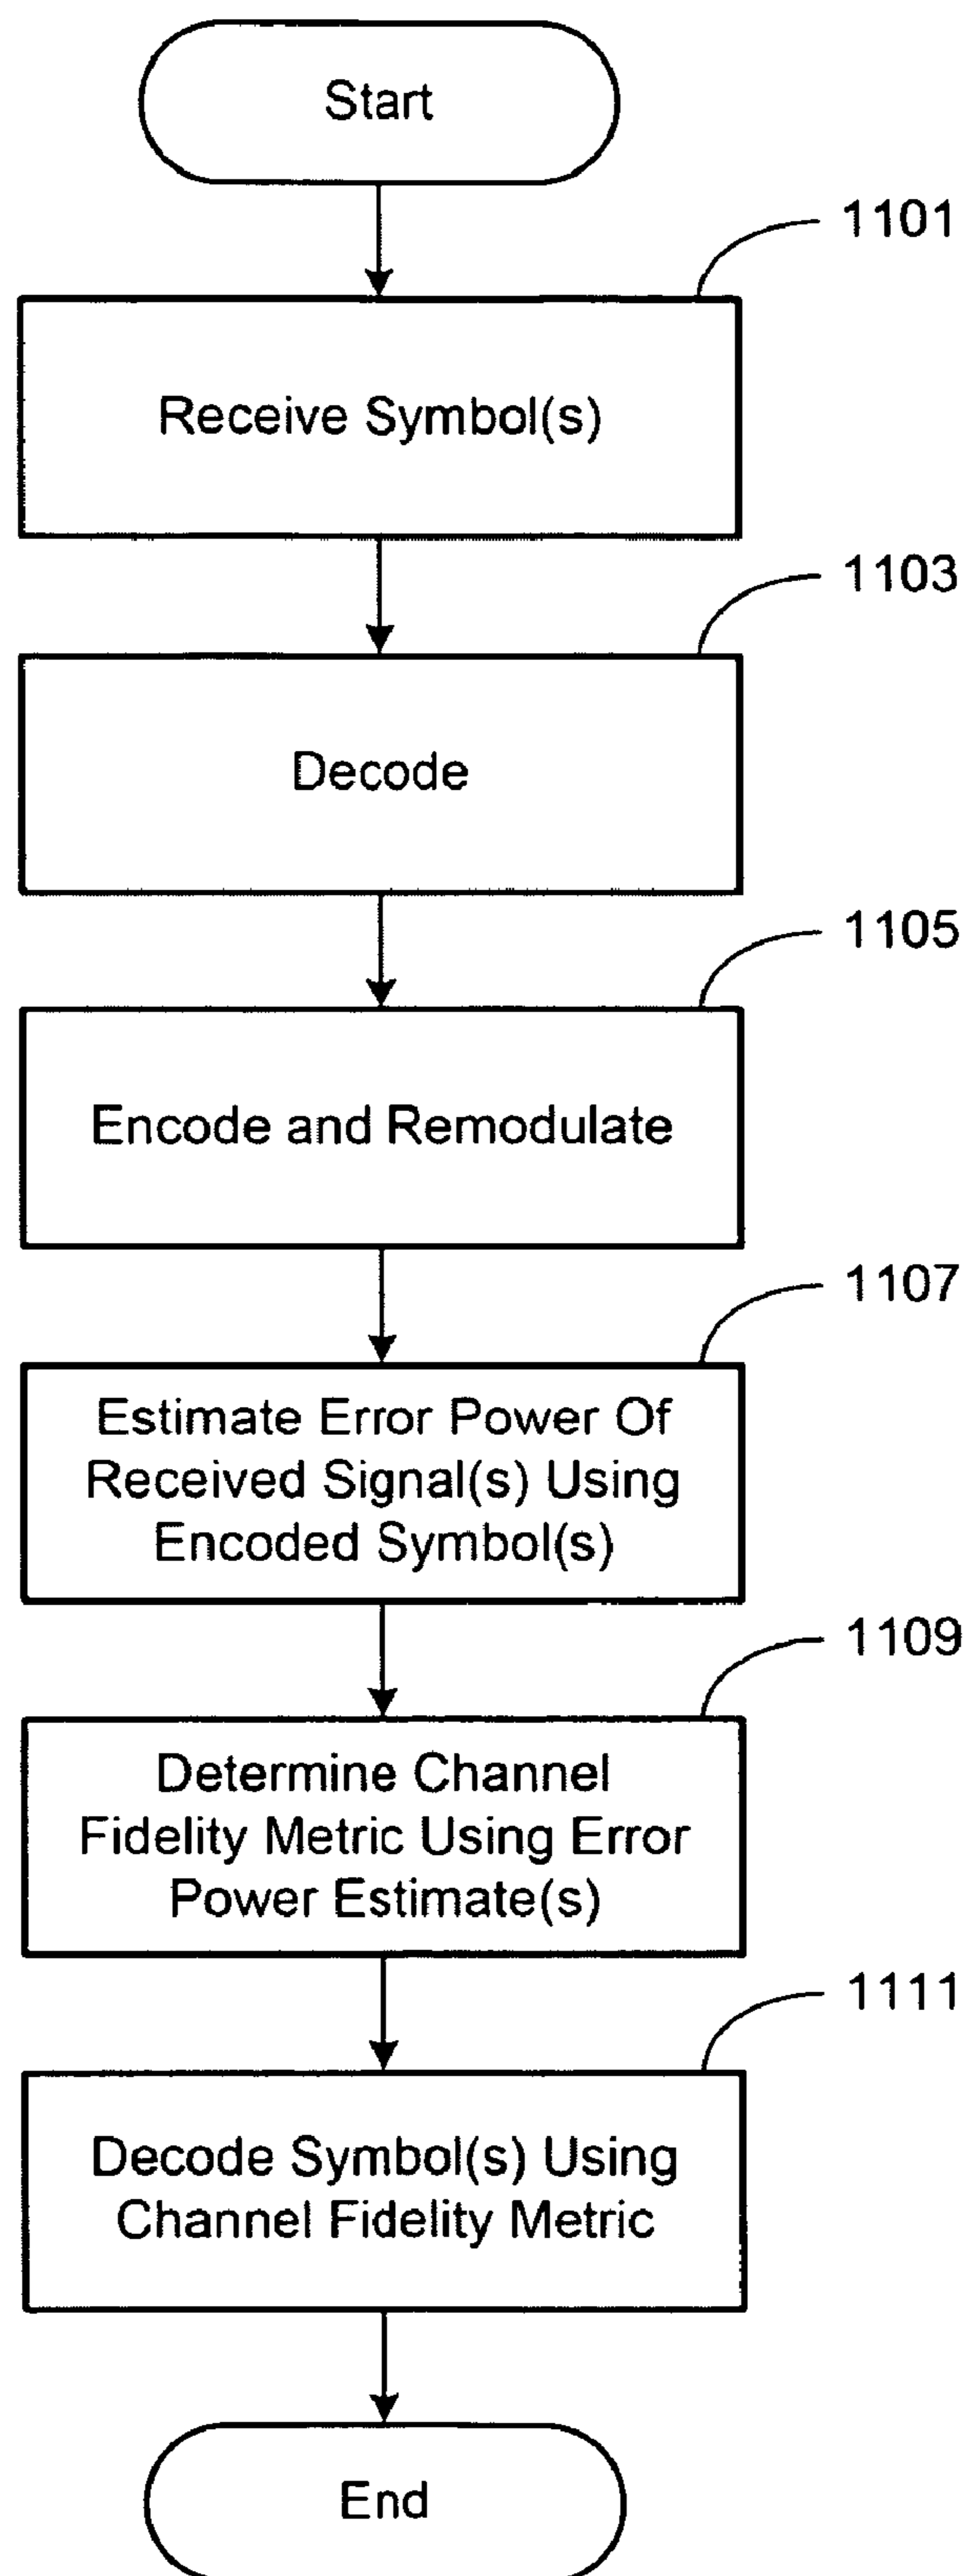 Start
1101
Receive Symbol(s)
1103
Decode
1105
Encode and Remodulate
1107
Estimate Error Power Of
Received Signal(s) Using
Encoded Symbol(s)
1109
Determine Channel
Fidelity Metric Using Error
Power Estimate(s)
1111
Decode Symbol(s) Using
Channel Fidelity Metric
End